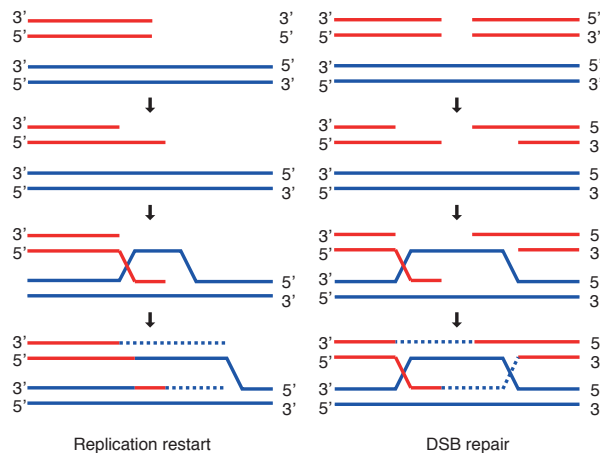 3’ 3’ 3’ 5’
5’ 5’ 5’ 3’
3’ 5’ 3’ 5’
5’ 3’ 5’ 3’
3’ 3’ 5
5’ 5’ 3
3’ 5’ 3’ 5
5’ 3’ 5’ 3
3’ 3’ 5
5’ 5’ 3
3’ 5’ 3’ 5
5’ 3’ 5’ 3
3’ 3’ 5
5’ 3’ 3
3’ 5’ 3’ 5
5’ 3’ 5’ 3
Replication restart
DSB repair